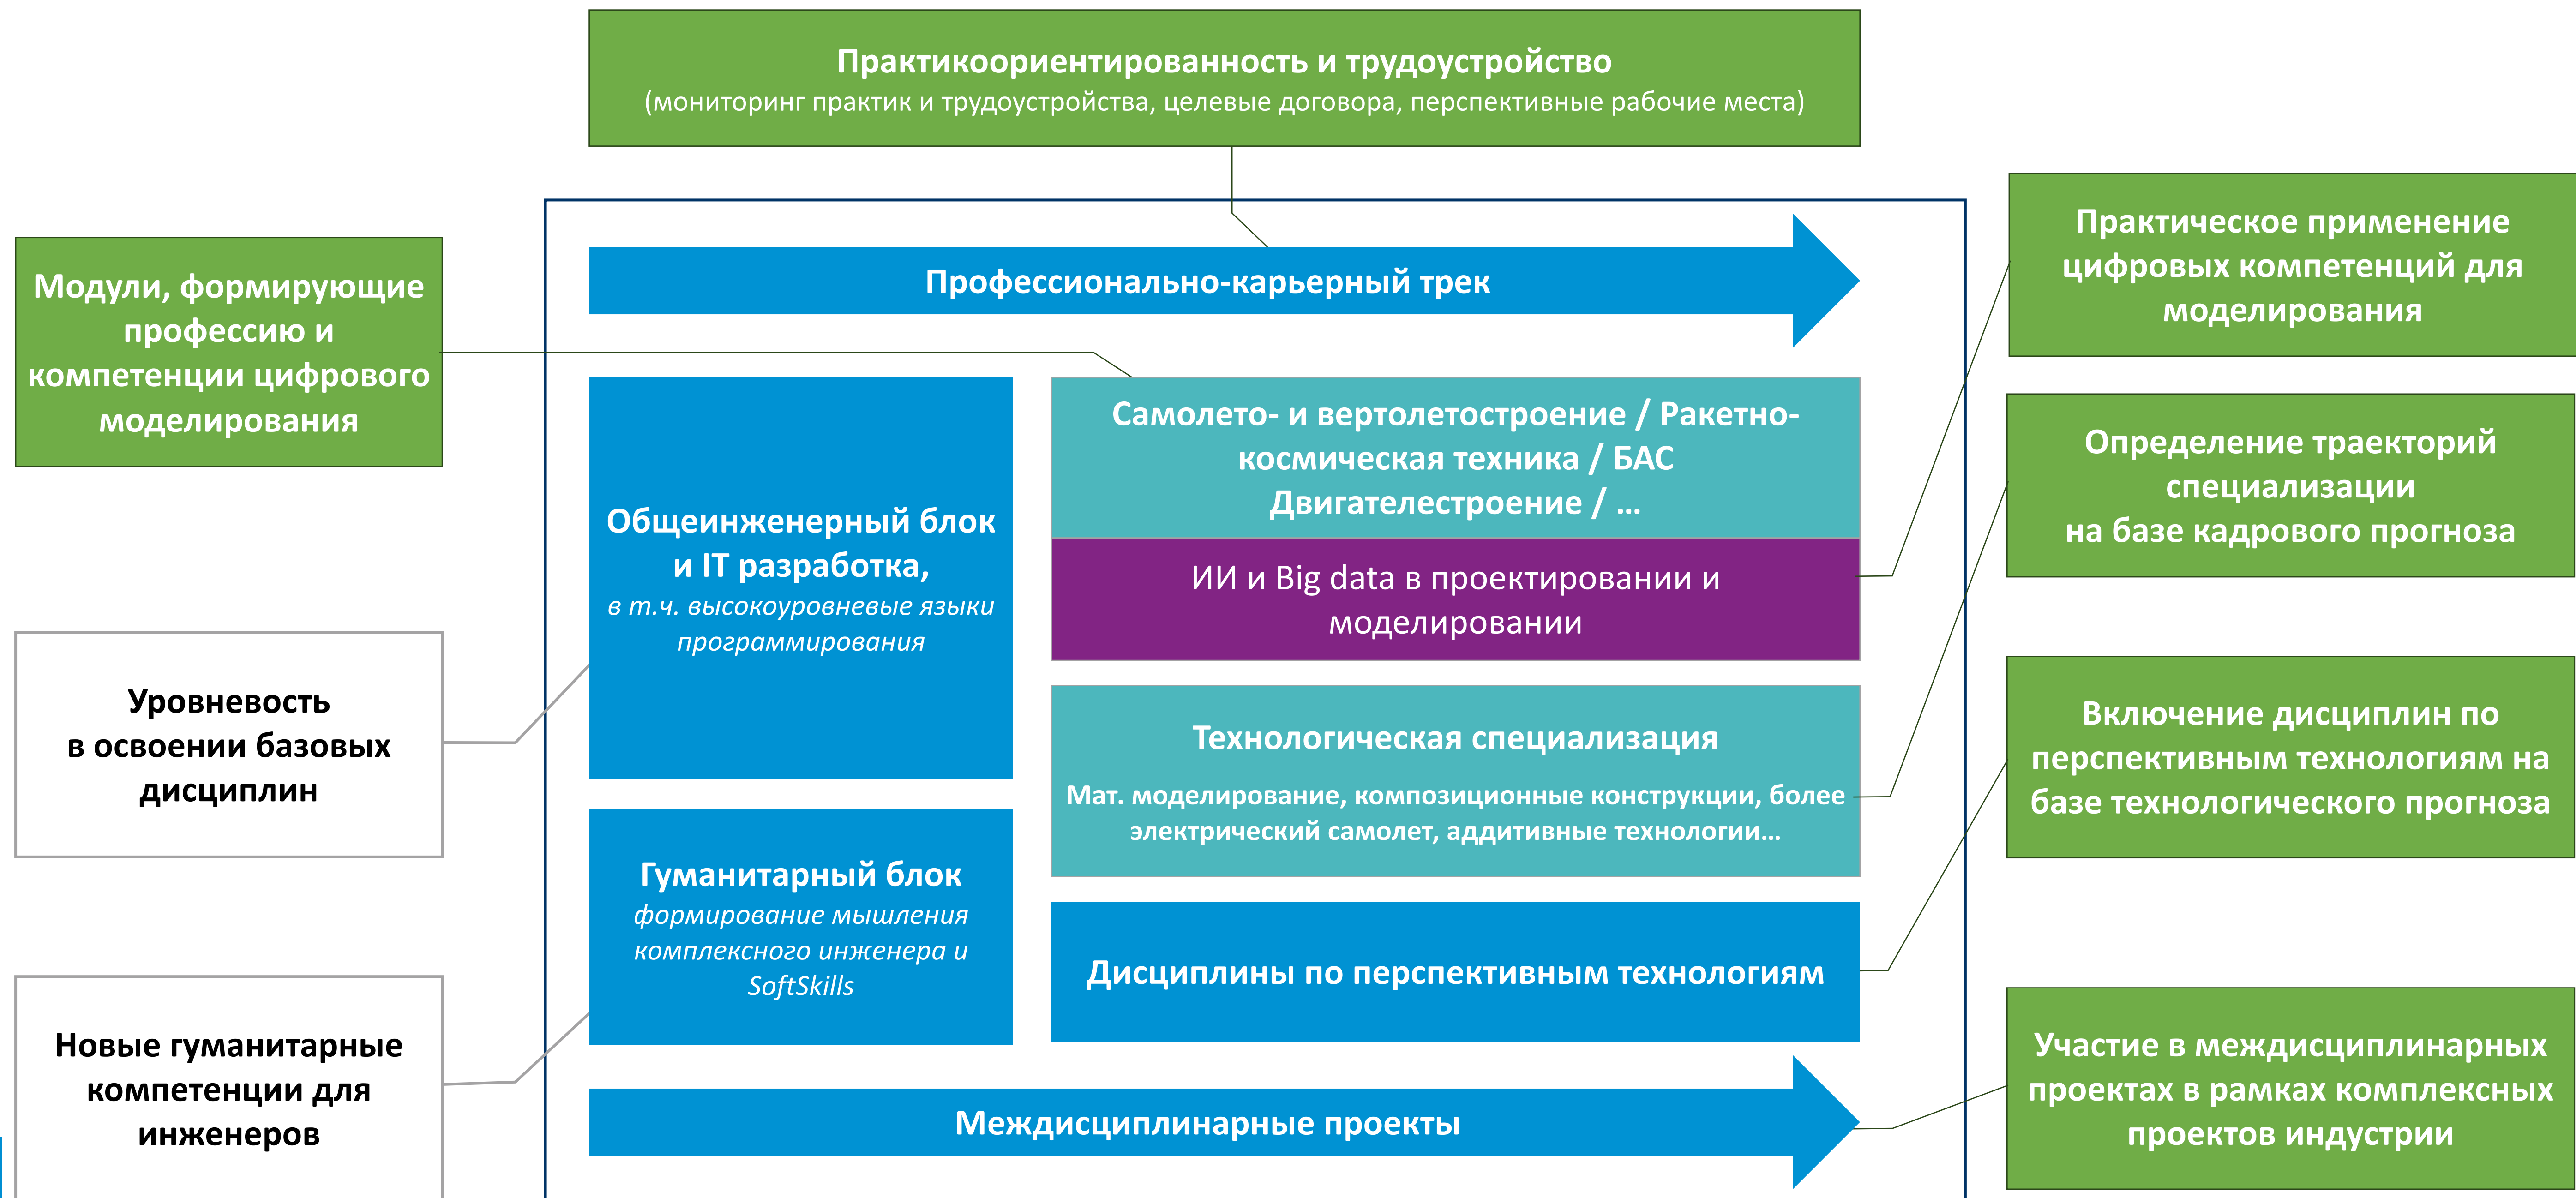 Практикоориентированность и трудоустройство
(мониторинг практик и трудоустройства, целевые договора, перспективные рабочие места)
Профессионально-карьерный трек
Модули, формирующие
профессию и
компетенции цифрового
моделирования
Уровневость
в освоении базовых
дисциплин
Новые гуманитарные
компетенции для
инженеров
Общеинженерный блок
и IT разработка,
в т.ч. высокоуровневые языки
программирования
Гуманитарный блок
формирование мышления
комплексного инженера и
SoftSkills
Самолето- и вертолетостроение / Ракетно-
космическая техника / БАС
Двигателестроение / ...
ИИ и Big data в проектировании и
моделировании
Технологическая специализация
Мат. моделирование, композиционные конструкции, более
электрический самолет, аддитивные технологии...
Дисциплины по перспективным технологиям
Междисциплинарные проекты
Практическое применение
цифровых компетенций для
моделирования
Определение траекторий
специализации
на базе кадрового прогноза
Включение дисциплин по
перспективным технологиям на
базе технологического прогноза
Участие в междисциплинарных
проектах в рамках комплексных
проектов индустрии